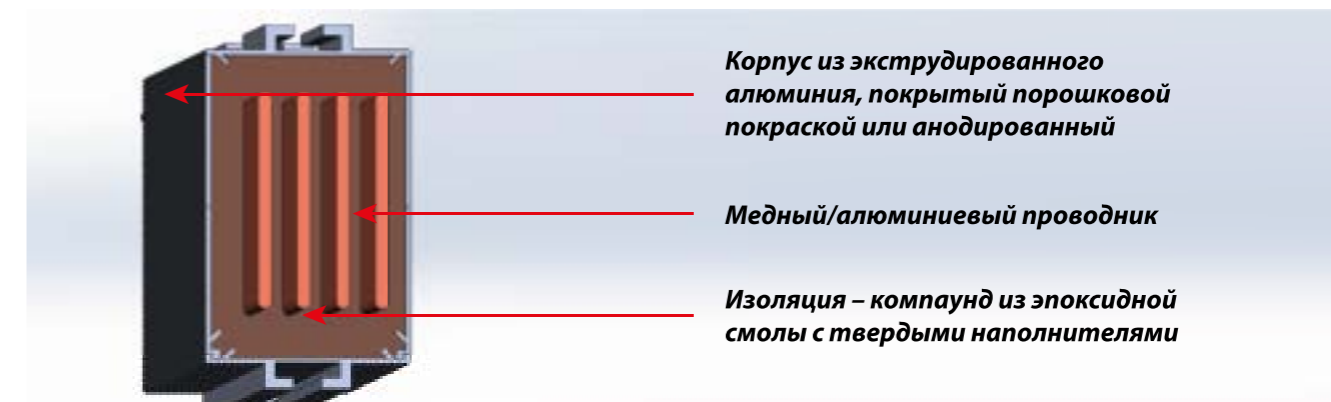 Корпус из экструдированного
алюминия, покрытый порошковой
покраской или анодированный
Медный/алюминиевый проводник
Изоляция – компаунд из эпоксидной
смолы с твердыми наполнителями